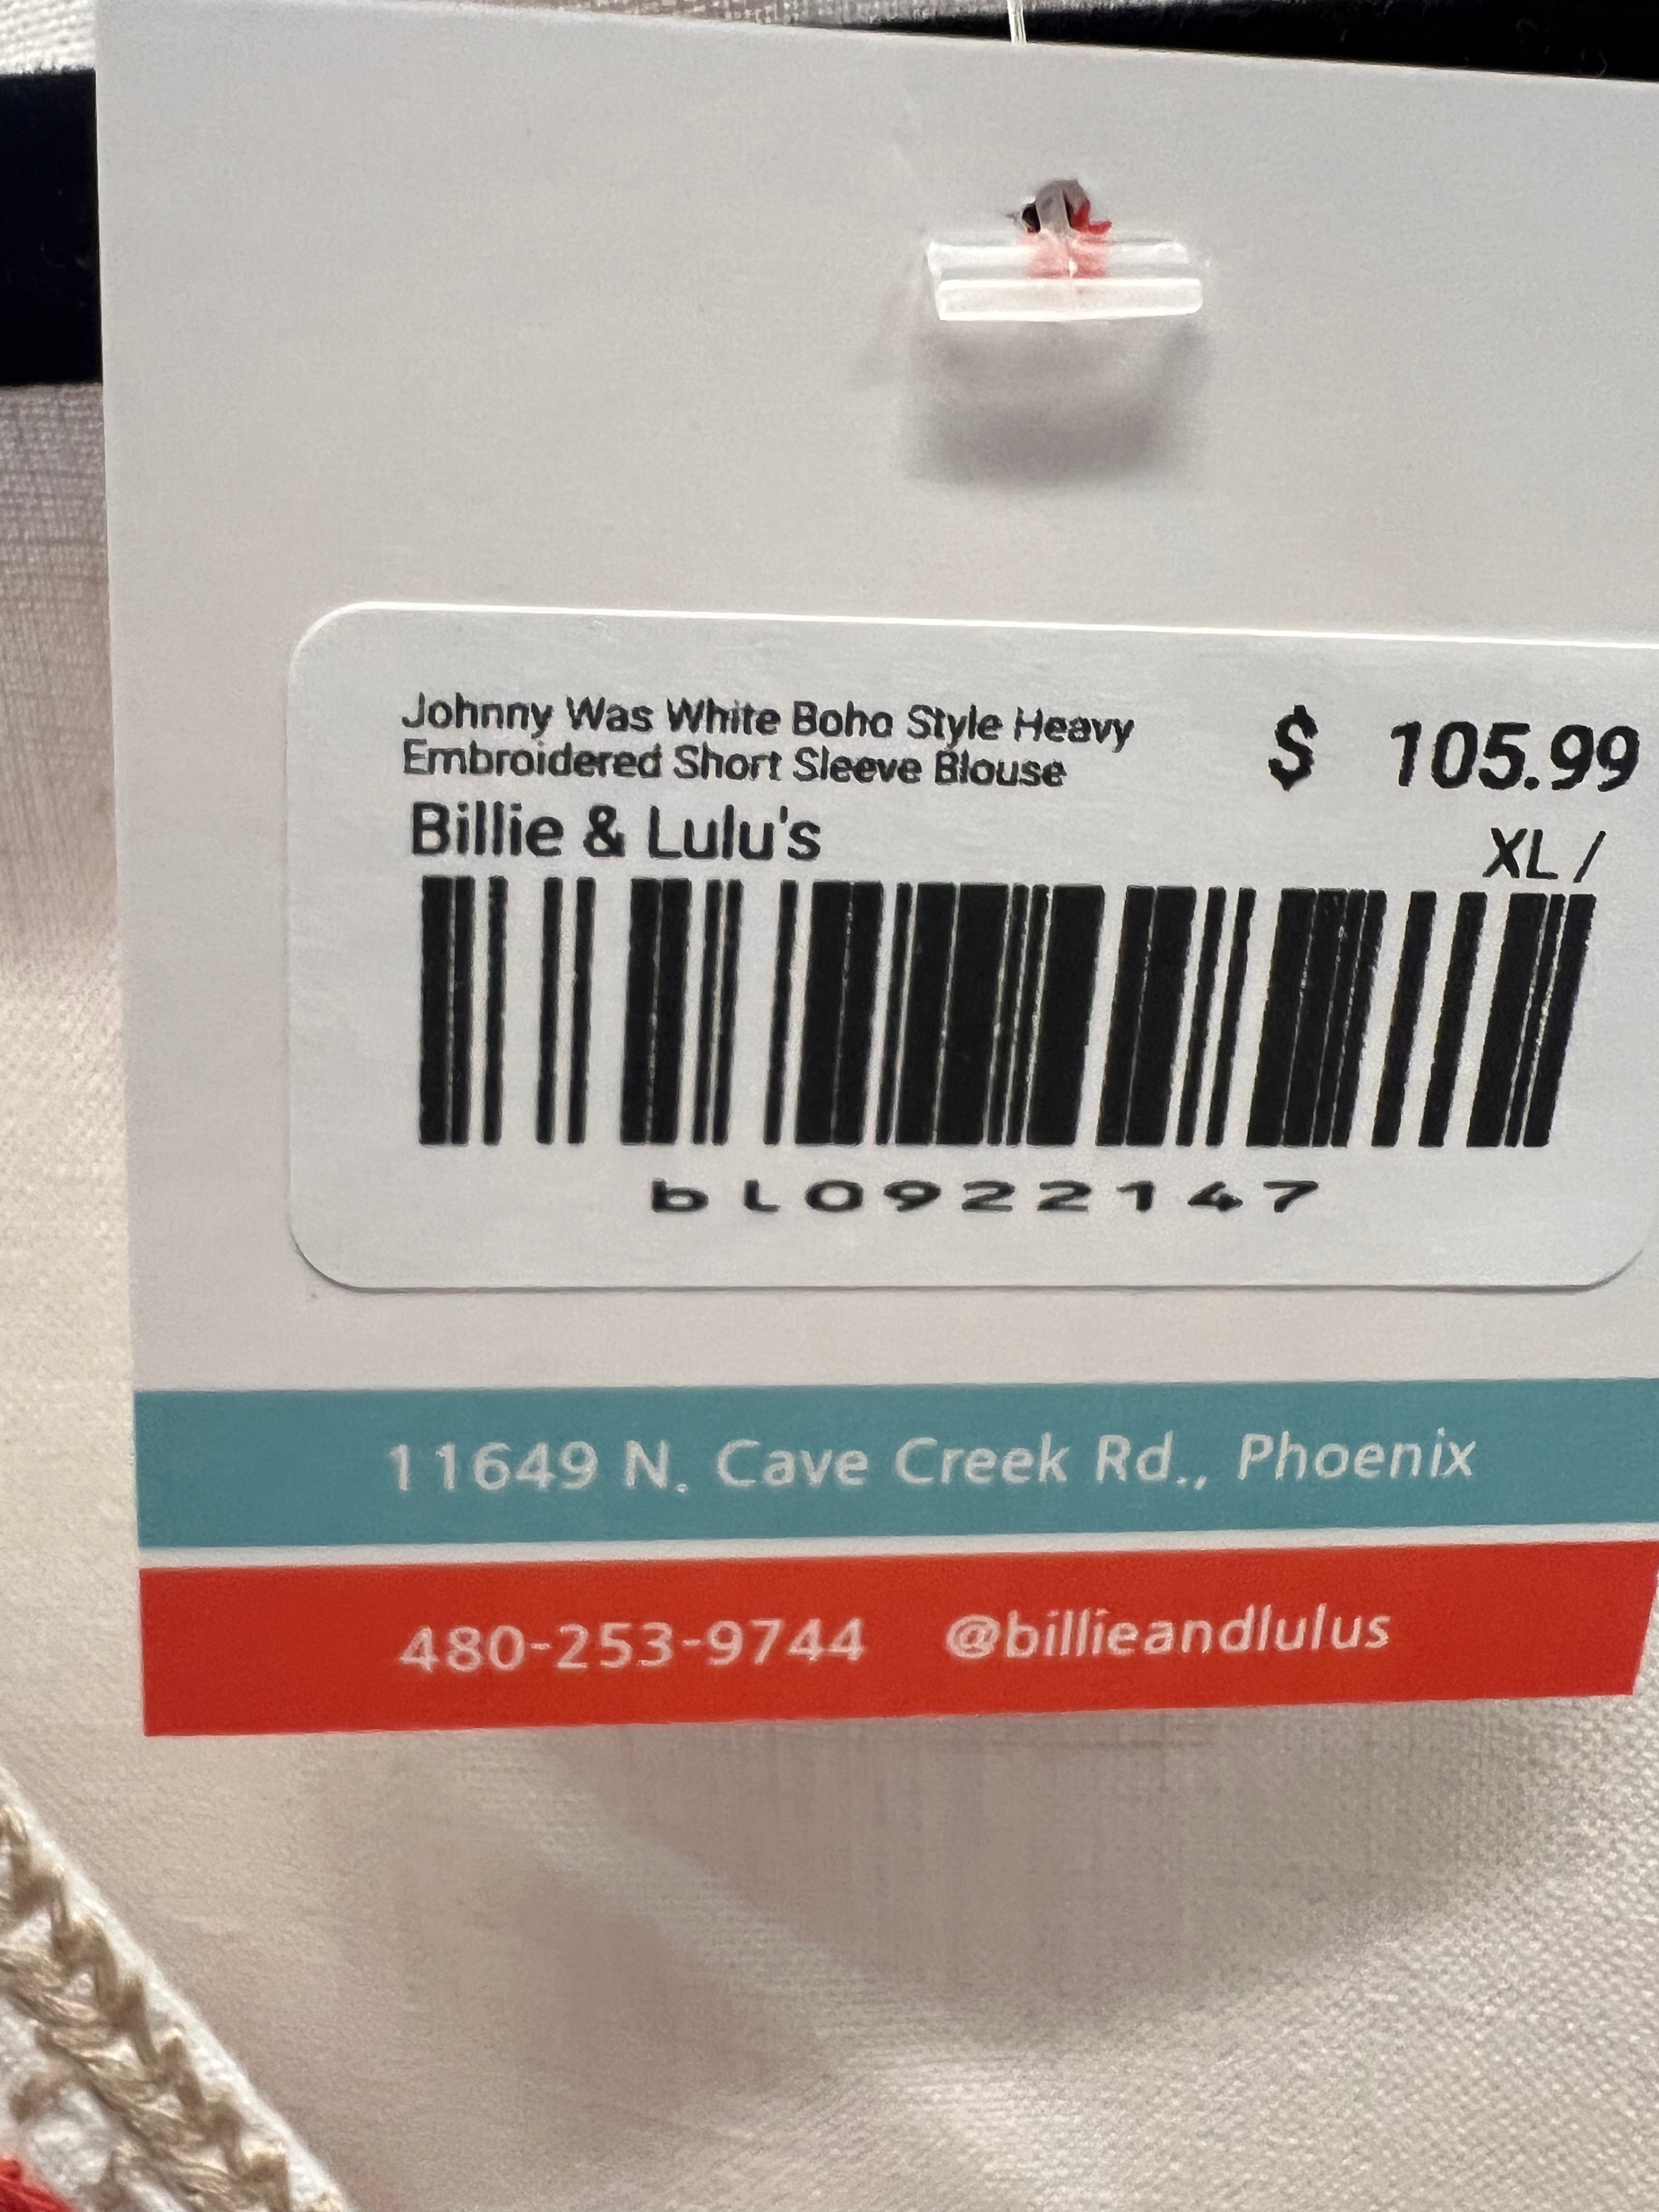 Johnny Was White Boho Style Heavy
Embroidered Short Sleeve Blouse
$ 105.99
Billie & Lulu's
XL /
bL0922147
11649 N. Cave Creek Rd., Phoenix
480-253-9744 @billieandlulus